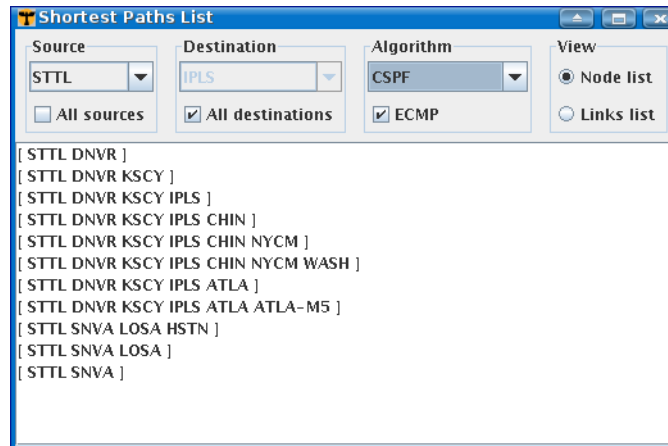 Shortest Paths List
Source Destination Algorithm View
STTL IPLS CSPF Node list
All sources All destinations ECMP Links list
[ STTL DNVR ]
[ STTL DNVR KSCY ]
[ STTL DNVR KSCY IPLS ]
[ STTL DNVR KSCY IPLS CHIN ]
[ STTL DNVR KSCY IPLS CHIN NYCM ]
[ STTL DNVR KSCY IPLS CHIN NYCM WASH ]
[ STTL DNVR KSCY IPLS ATLA ]
[ STTL DNVR KSCY IPLS ATLA ATLA-M5 ]
[ STTL SNVA LOSA HSTN ]
[ STTL SNVA LOSA ]
[ STTL SNVA ]